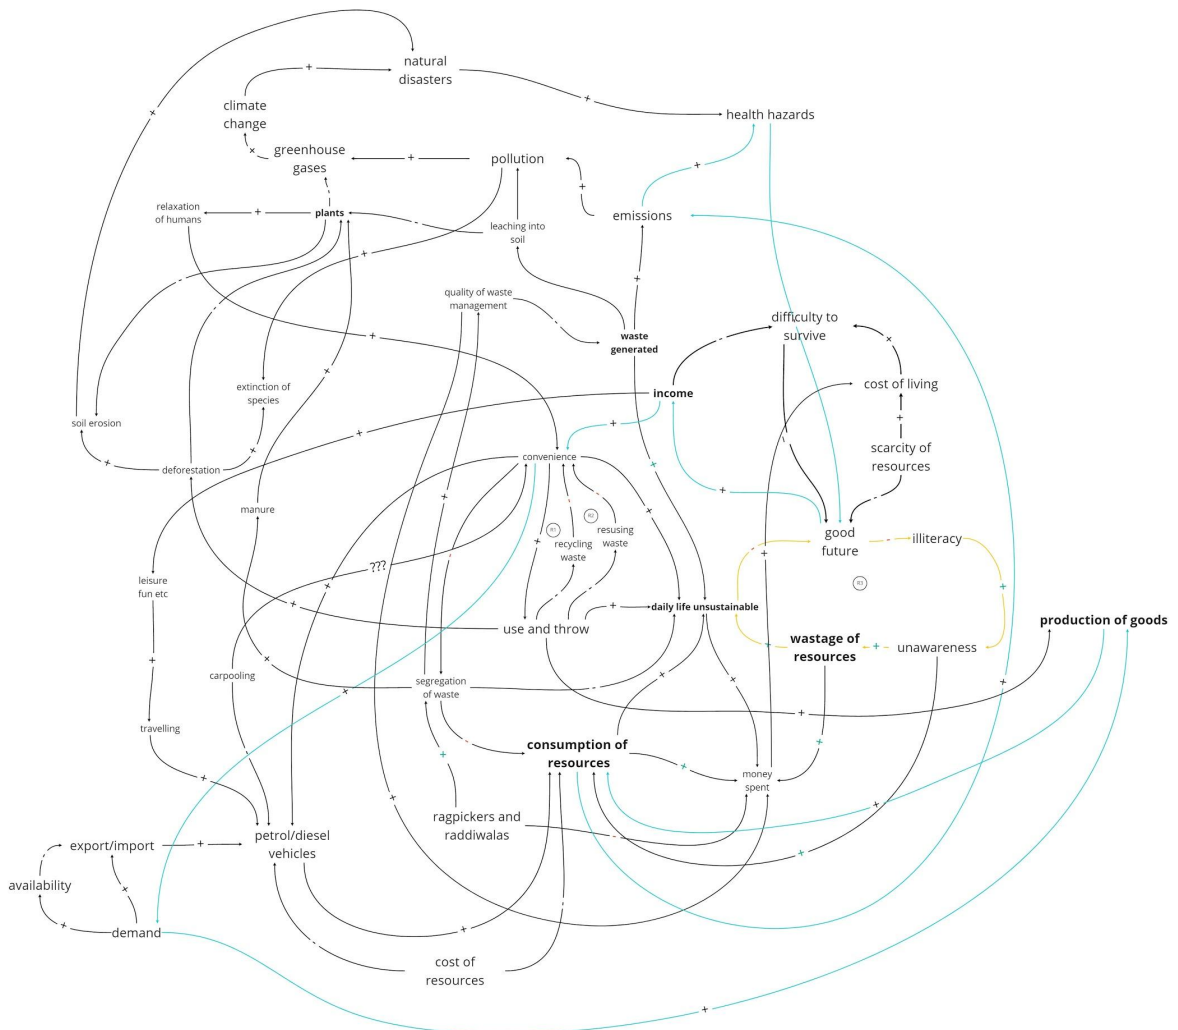 natural
disasters
climate
change
health hazards
greenhouse
gases
pollution
relaxation
of humans
plants
leaching into
soil
emissions
quality of waste
management
difficulty to
survive
waste
generated
income
cost of living
extinction of
species
soil erosion
convenience
scarcity of
resources
deforestation
manure
R1
R2
resusing
waste
recycling
waste
good
future
illiteracy
???
leisure
fun etc
R3
daily life unsustainable
use and throw
production of goods
wastage of
resources
unawareness
carpooling
segregation
of waste
travelling
consumption of
resources
money
spent
ragpickers and
raddiwalas
petrol/diesel
vehicles
export/import
availability
demand
cost of
resources